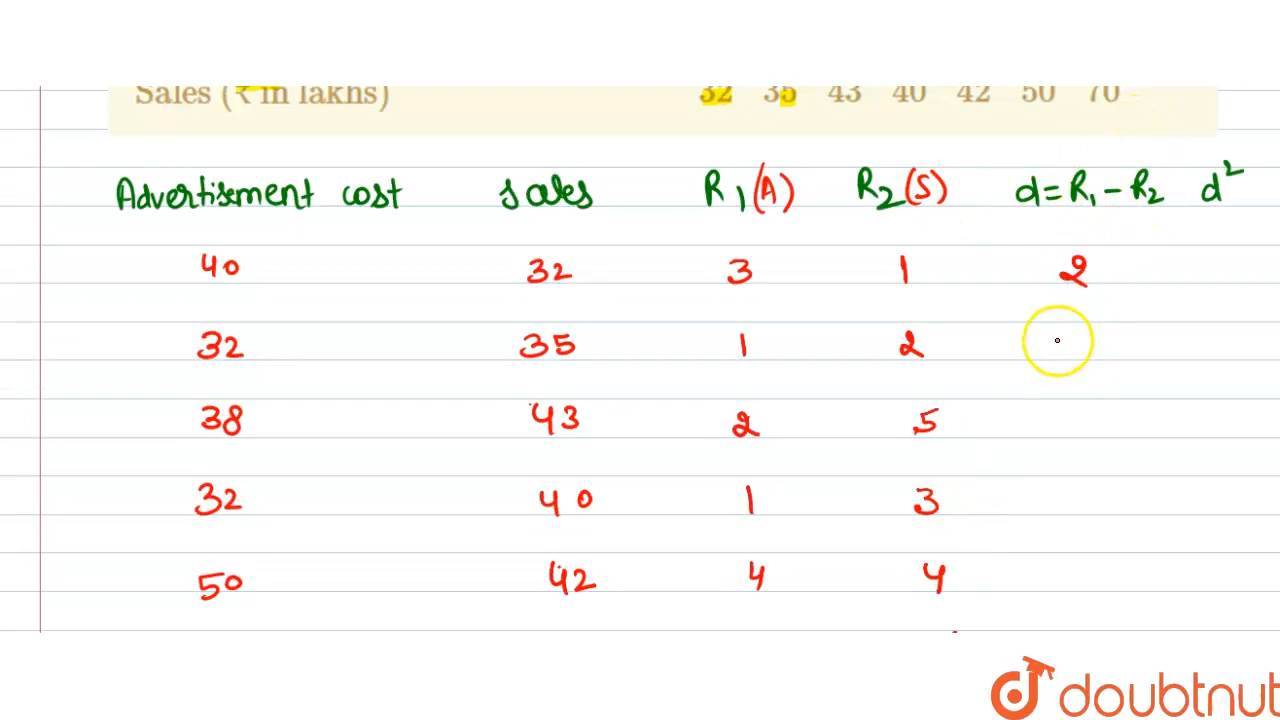 Sales (₹ in lakhs) 32 35 43 40 42 50 70
Advertisement cost sales R1(A) R2(S) d=R1-R2 d²
40 32 3 1 2
32 35 1 2
38 43 2 5
32 40 1 3
50 42 4 4
doubtnut